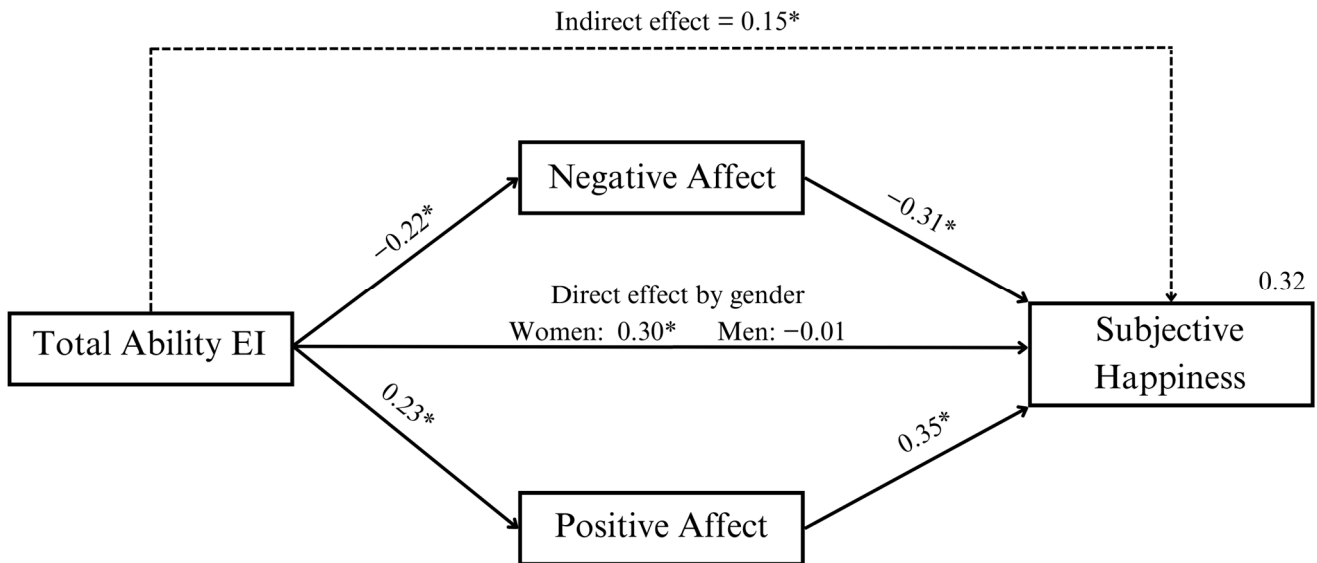 Indirect effect = 0.15*
Negative Affect
−0.22*
−0.31*
Direct effect by gender
0.32
Women: 0.30* Men: −0.01
Total Ability EI
Subjective
Happiness
0.23*
0.35*
Positive Affect